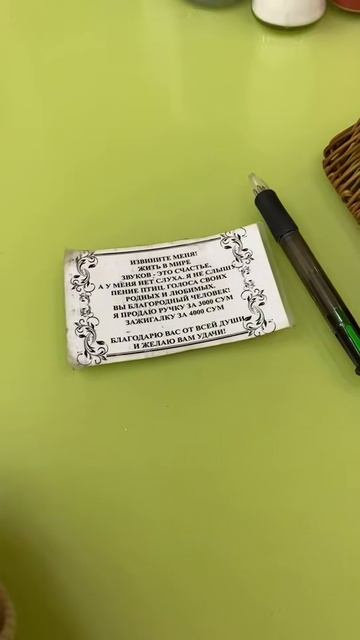 ИЗВИНИТЕ МЕНЯ!
ЖИТЬ В МИРЕ
ЗВУКОВ - ЭТО СЧАСТЬЕ,
А У МЕНЯ НЕТ СЛУХА. Я НЕ СЛЫШУ
ПЕНИЕ ПТИЦ, ГОЛОСА СВОИХ
РОДНЫХ И ЛЮБИМЫХ.
ВЫ БЛАГОРОДНЫЙ ЧЕЛОВЕК!
Я ПРОДАЮ РУЧКУ ЗА 3000 СУМ
ЗАЖИГАЛКУ ЗА 4000 СУМ
БЛАГОДАРЮ ВАС ОТ ВСЕЙ ДУШИ
И ЖЕЛАЮ ВАМ УДАЧИ!